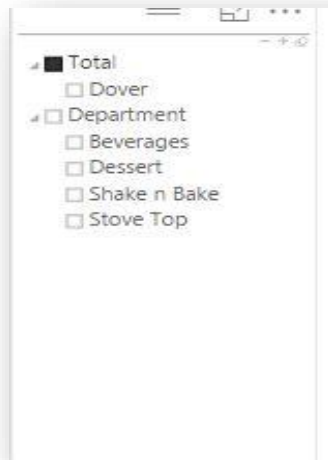 Total
Dover
Department
Beverages
Dessert
Shake n Bake
Stove Top